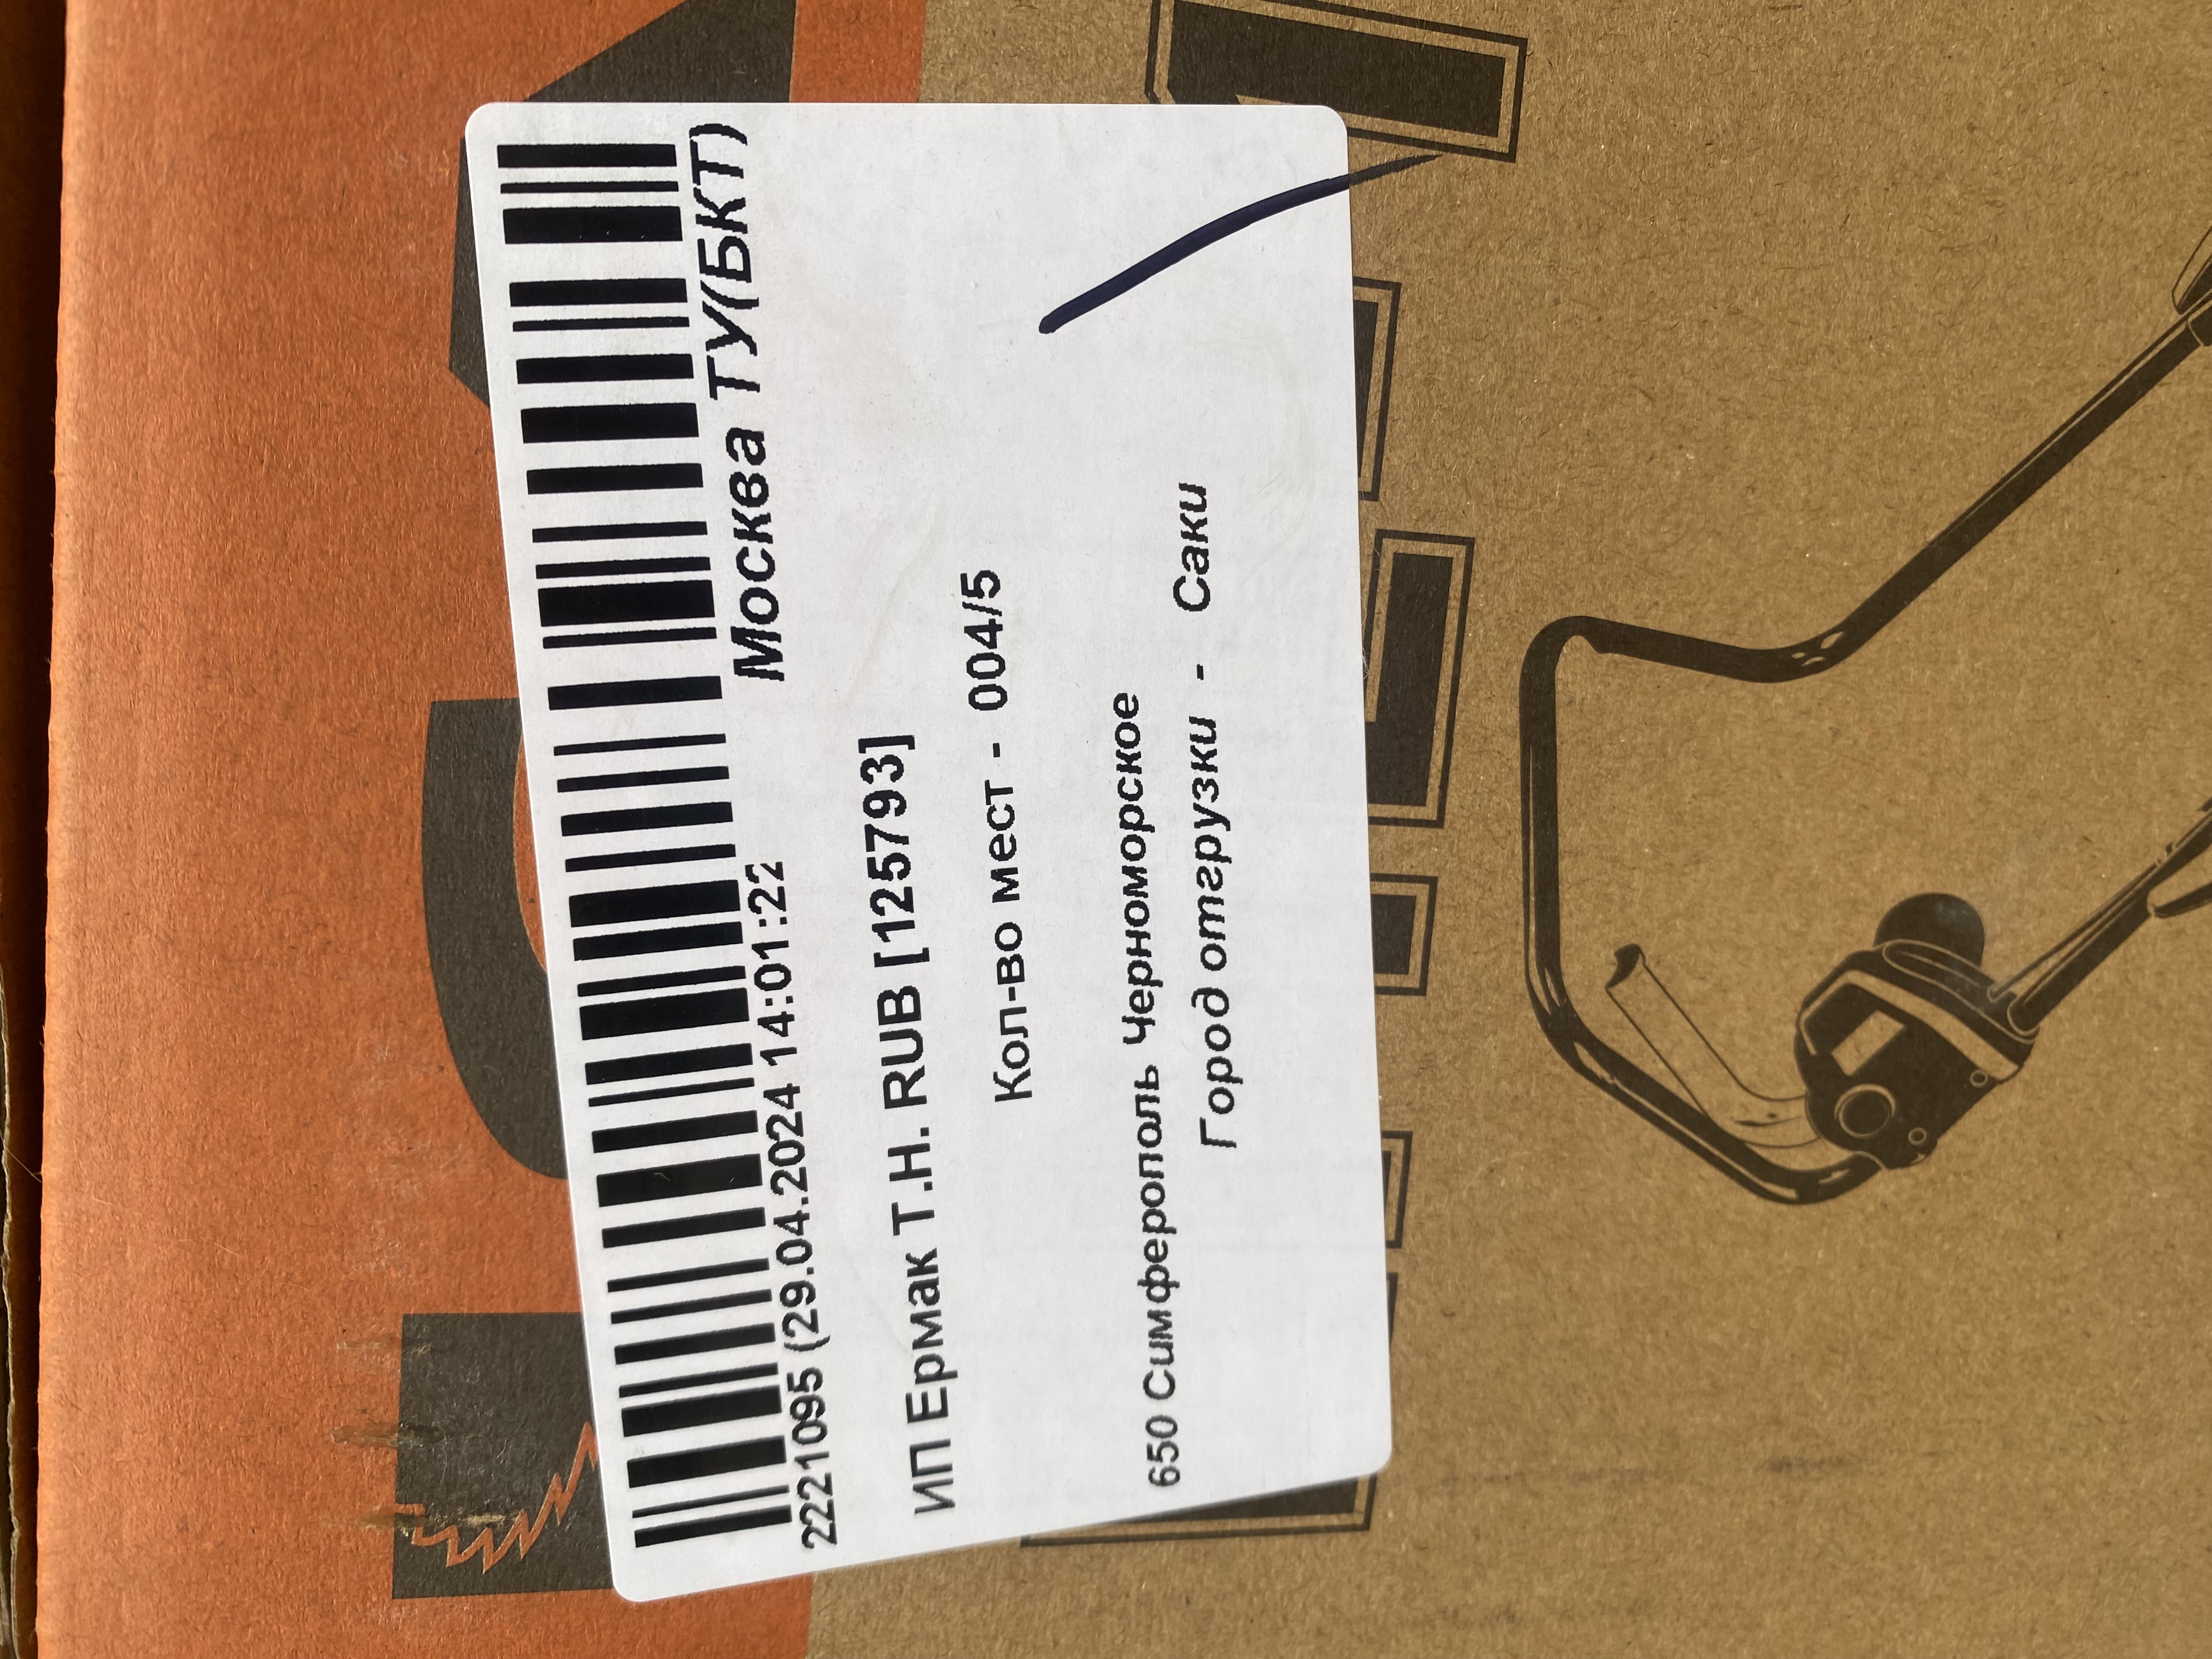 Москва ТУ(БКТ)
2221095 (29.04.2024 14:01:22
ИП Ермак Т.Н. RUB [125793]
Кол-во мест - 004/5
650 Симферополь Черноморское
Город отгрузки - Саки